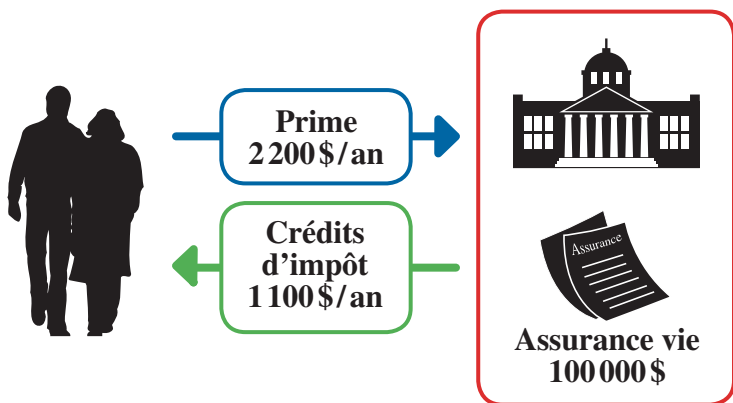 Prime
2 200 $ / an
Crédits
d’impôt
1 100 $ / an
Assurance
Assurance vie
100 000 $